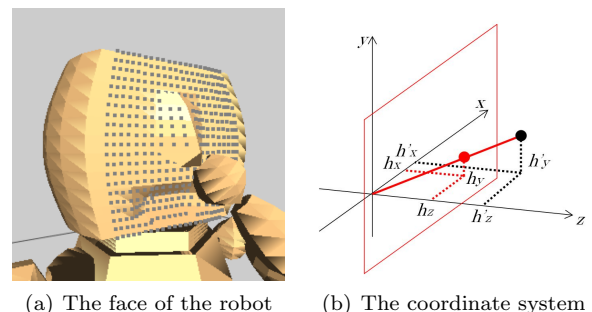 y
x
h'x
hx
h'y
hy
hz
h'z
z
(a) The face of the robot
(b) The coordinate system